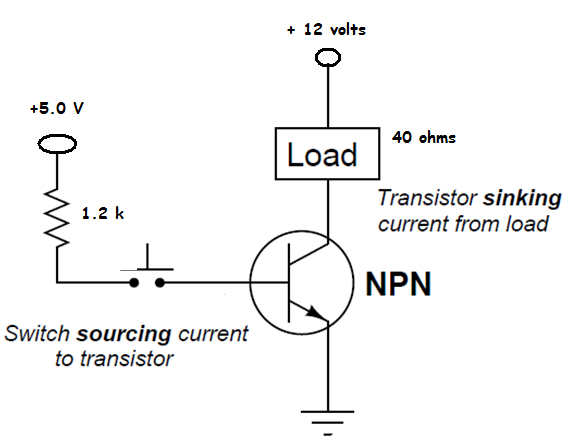 + 12 volts
+5.0 V
40 ohms
Load
1.2 k
Transistor sinking
current from load
NPN
Switch sourcing current
to transistor